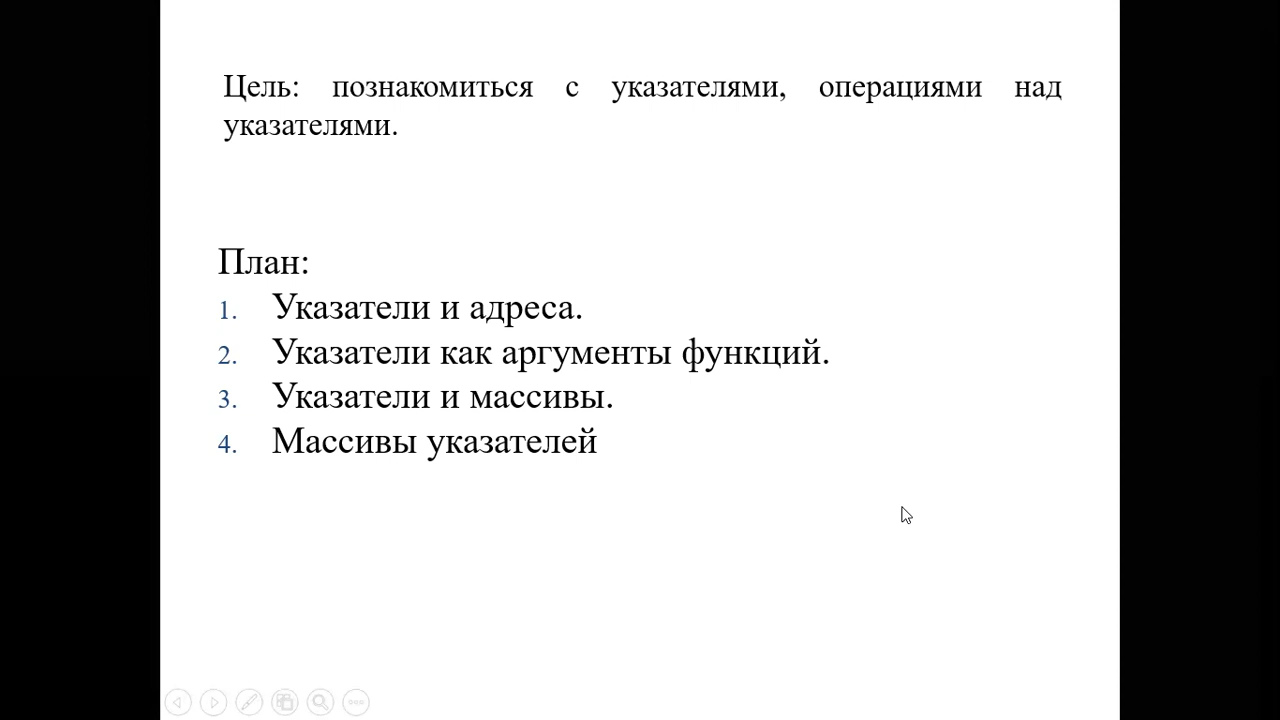 Цель: познакомиться с указателями, операциями над
указателями.
План:
1. Указатели и адреса.
2. Указатели как аргументы функций.
3. Указатели и массивы.
4. Массивы указателей